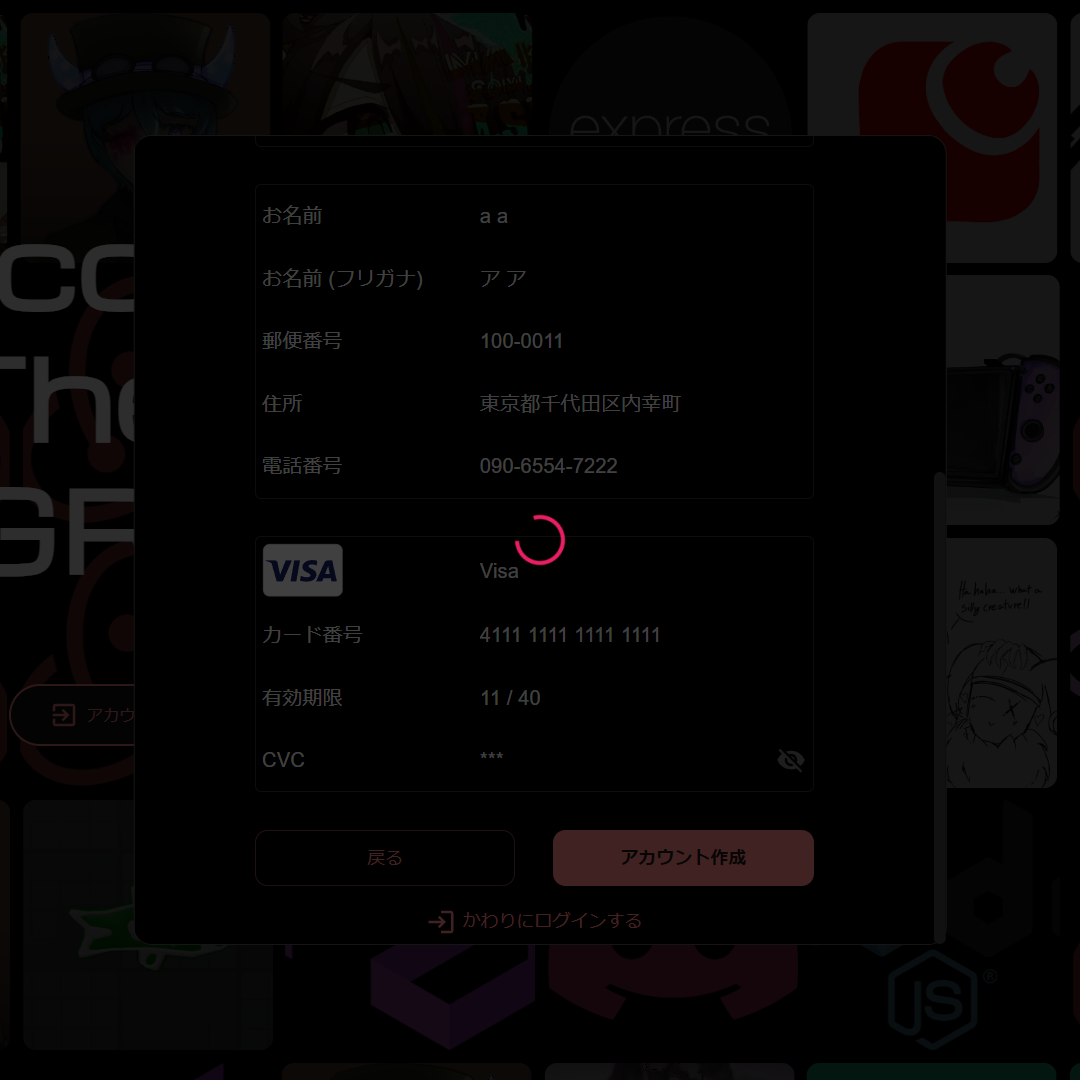 express
co
The
GR
お名前 a a
お名前 (フリガナ) ア ア
郵便番号 100-0011
住所 東京都千代田区内幸町
電話番号 090-6554-7222
VISA Visa
カード番号 4111 1111 1111 1111
有効期限 11 / 40
CVC ***
Ha haha... what a
silly creature!!
アカウ
戻る アカウント作成
かわりにログインする
JS ®